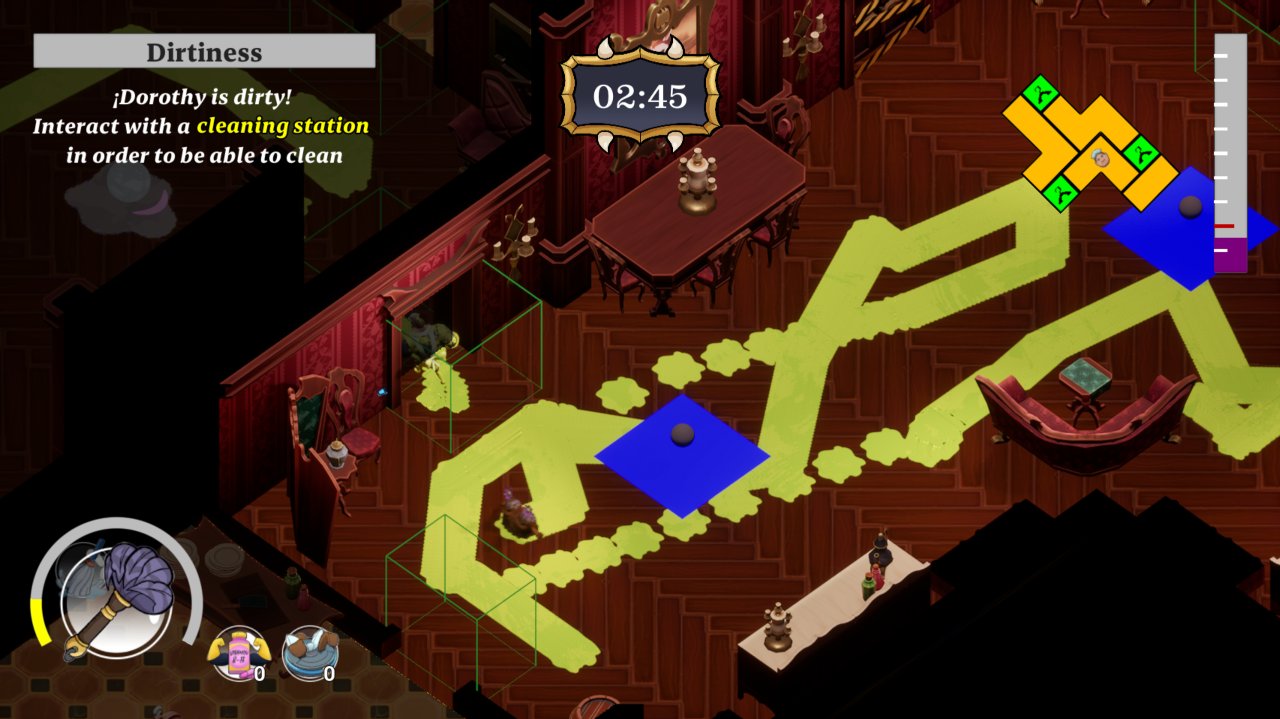 Dirtiness
¡Dorothy is dirty!
Interact with a cleaning station
in order to be able to clean
02:45
0
0